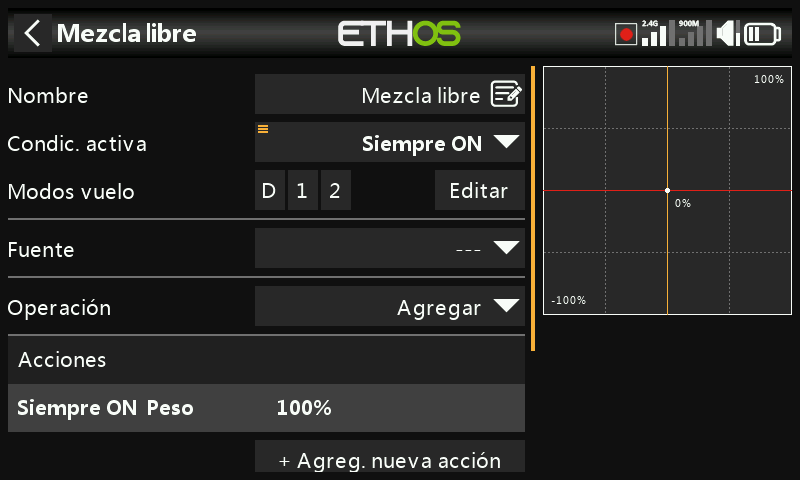 Mezcla libre
ETHOS
2.4G
900M
Nombre
Mezcla libre
Condic. activa
Siempre ON
Modos vuelo
D 1 2
Editar
Fuente
---
Operación
Agregar
Acciones
Siempre ON Peso 100%
+ Agreg. nueva acción
100%
0%
-100%